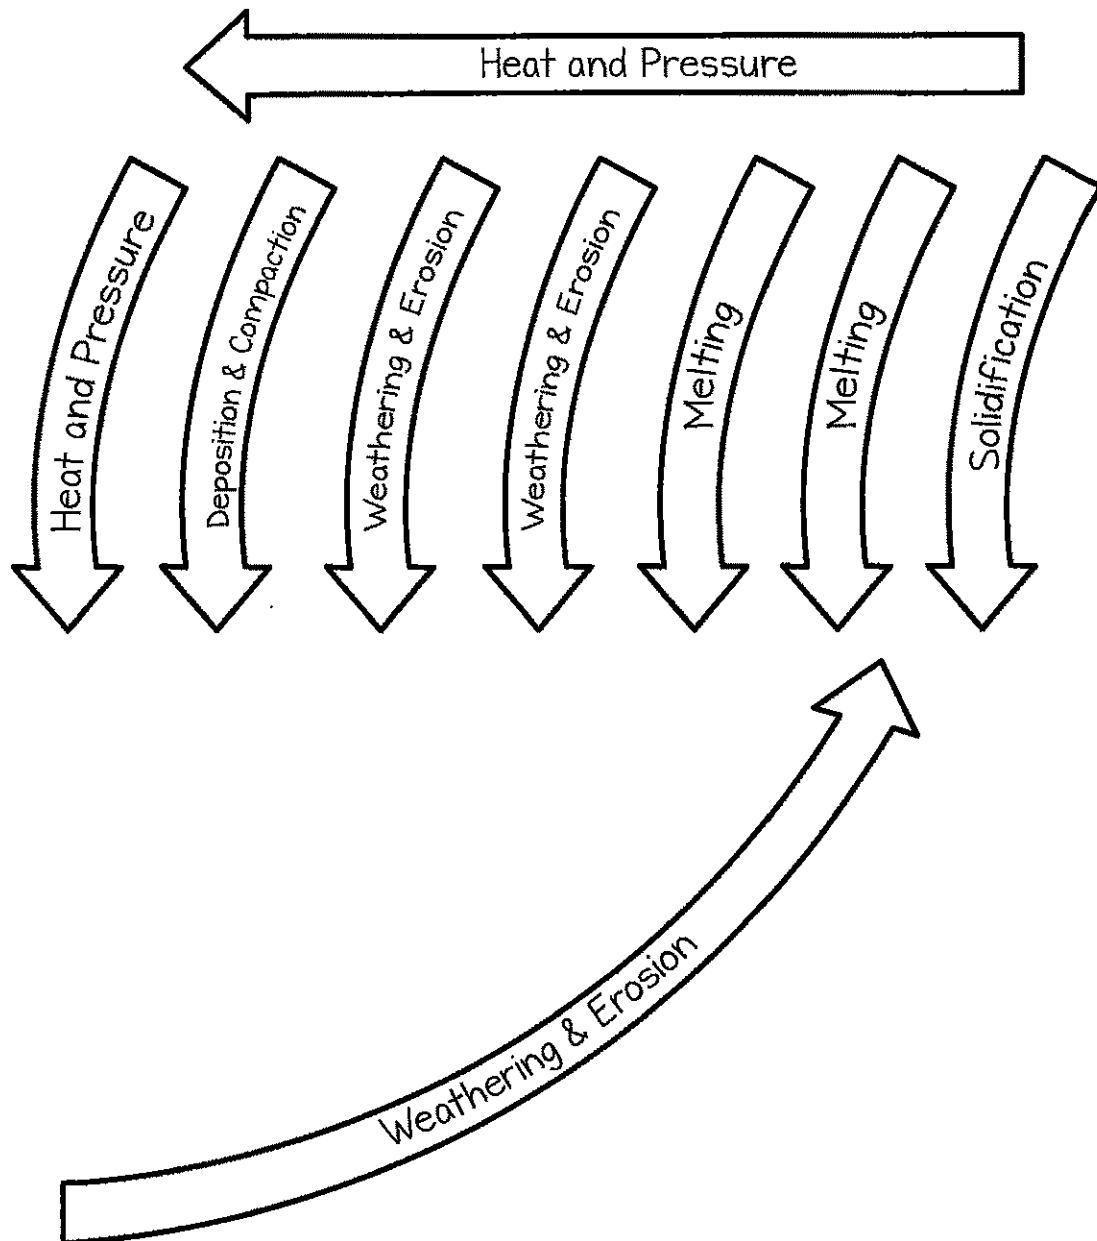 Heat and Pressure
Heat and Pressure
Deposition & Compaction
Weathering & Erosion
Weathering & Erosion
Melting
Melting
Solidification
Weathering & Erosion